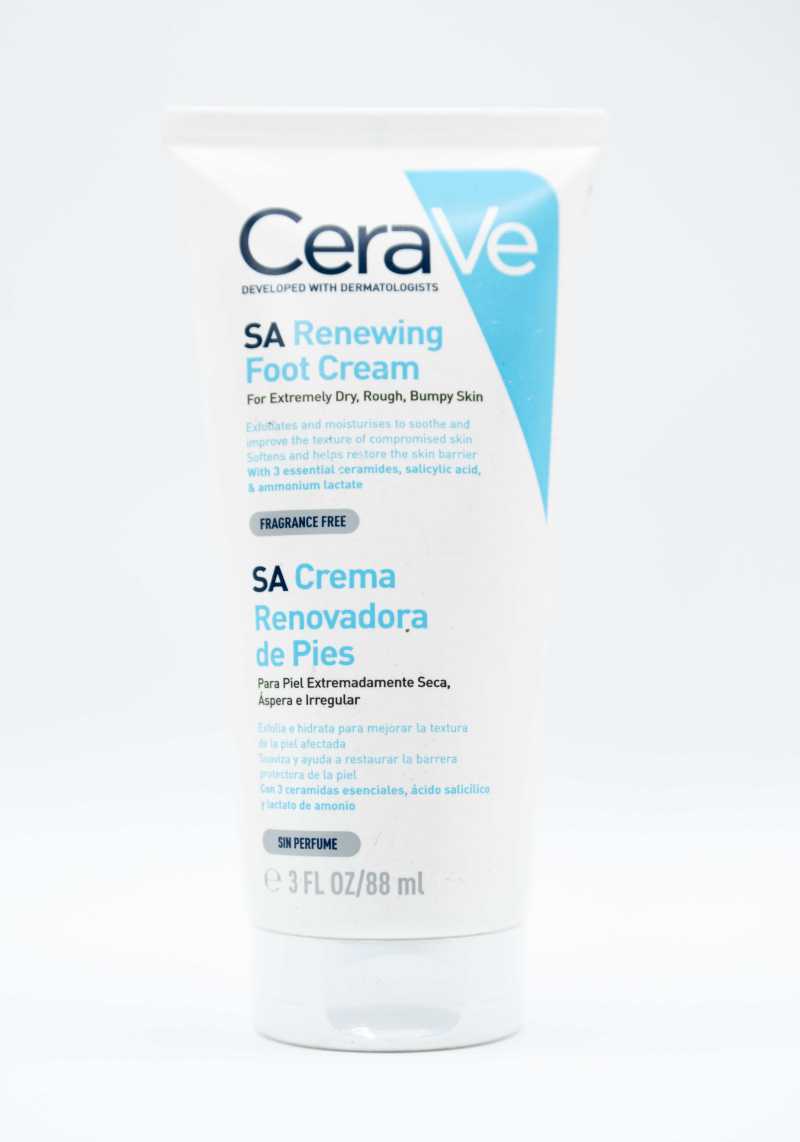 CeraVe
DEVELOPED WITH DERMATOLOGISTS
SA Renewing
Foot Cream
For Extremely Dry, Rough, Bumpy Skin
Exfoliates and moisturises to soothe and
improve the texture of compromised skin
Softens and helps restore the skin barrier
With 3 essential ceramides, salicylic acid,
& ammonium lactate
FRAGRANCE FREE
SA Crema
Renovadora
de Pies
Para Piel Extremadamente Seca,
Áspera e Irregular
Exfolia e hidrata para mejorar la textura
de la piel afectada
Suaviza y ayuda a restaurar la barrera
protectora de la piel
Con 3 ceramidas esenciales, ácido salicílico
y lactato de amonio
SIN PERFUME
℮ 3 FL OZ/88 ml